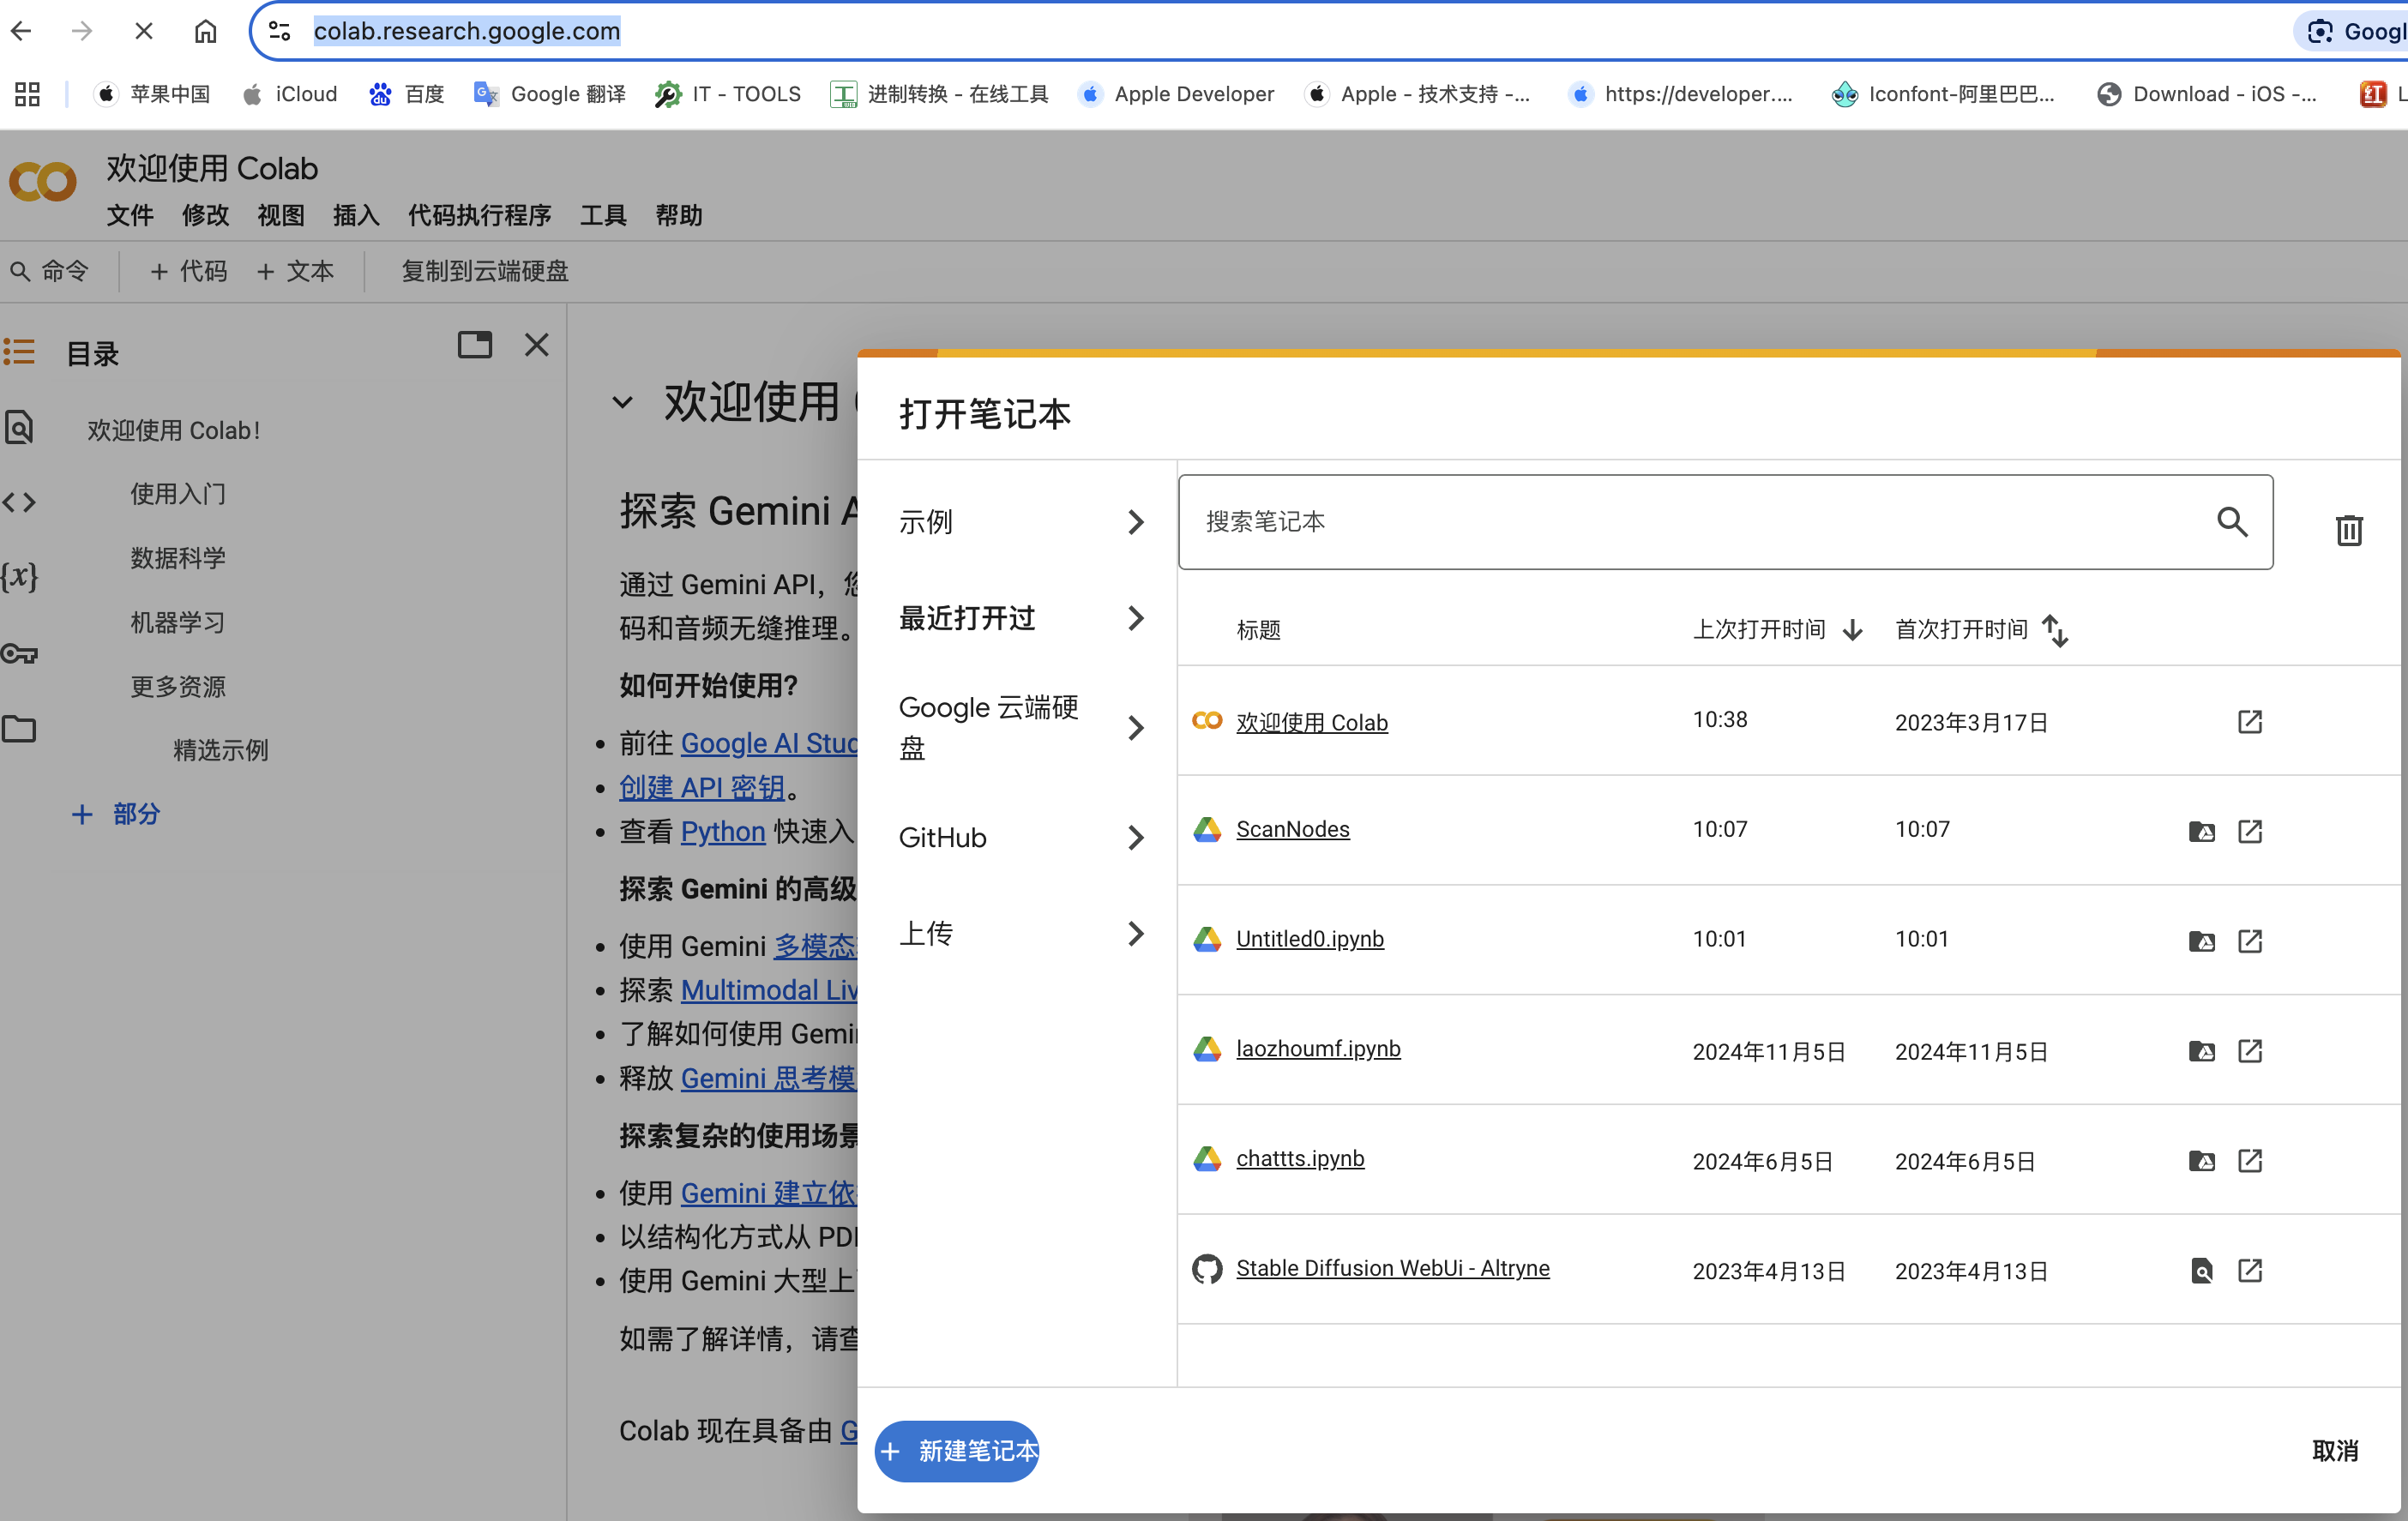 colab.research.google.com
Googl
苹果中国 iCloud 百度 Google 翻译 IT - TOOLS 进制转换 - 在线工具 Apple Developer Apple - 技术支持 -... https://developer.... Iconfont-阿里巴巴... Download - iOS -... L
欢迎使用 Colab
文件 修改 视图 插入 代码执行程序 工具 帮助
命令 + 代码 + 文本 复制到云端硬盘
目录
欢迎使用 Colab!
使用入门
数据科学
机器学习
更多资源
精选示例
+ 部分
欢迎使用
探索 Gemini A
通过 Gemini API，您
码和音频无缝推理。
如何开始使用?
前往 Google AI Stud
创建 API 密钥。
查看 Python 快速入
探索 Gemini 的高级
使用 Gemini 多模态
探索 Multimodal Liv
了解如何使用 Gemin
释放 Gemini 思考模
探索复杂的使用场景
使用 Gemini 建立依
以结构化方式从 PD
使用 Gemini 大型上
如需了解详情，请查
Colab 现在具备由 G
打开笔记本
示例
最近打开过
Google 云端硬
盘
GitHub
上传
搜索笔记本
标题 上次打开时间 首次打开时间
欢迎使用 Colab 10:38 2023年3月17日
ScanNodes 10:07 10:07
Untitled0.ipynb 10:01 10:01
laozhoumf.ipynb 2024年11月5日 2024年11月5日
chattts.ipynb 2024年6月5日 2024年6月5日
Stable Diffusion WebUi - Altryne 2023年4月13日 2023年4月13日
+ 新建笔记本
取消